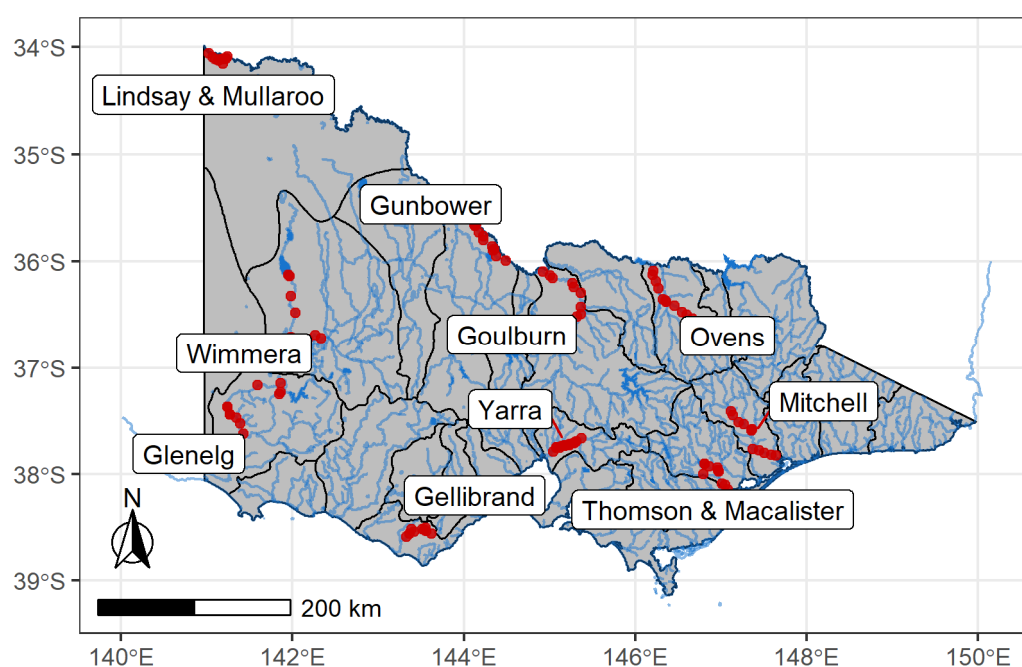 34°S
Lindsay & Mullaroo
35°S
Gunbower
36°S
Goulburn
Ovens
Wimmera
37°S
Yarra
Mitchell
Glenelg
38°S
Gellibrand
Thomson & Macalister
N
39°S
200 km
140°E 142°E 144°E 146°E 148°E 150°E